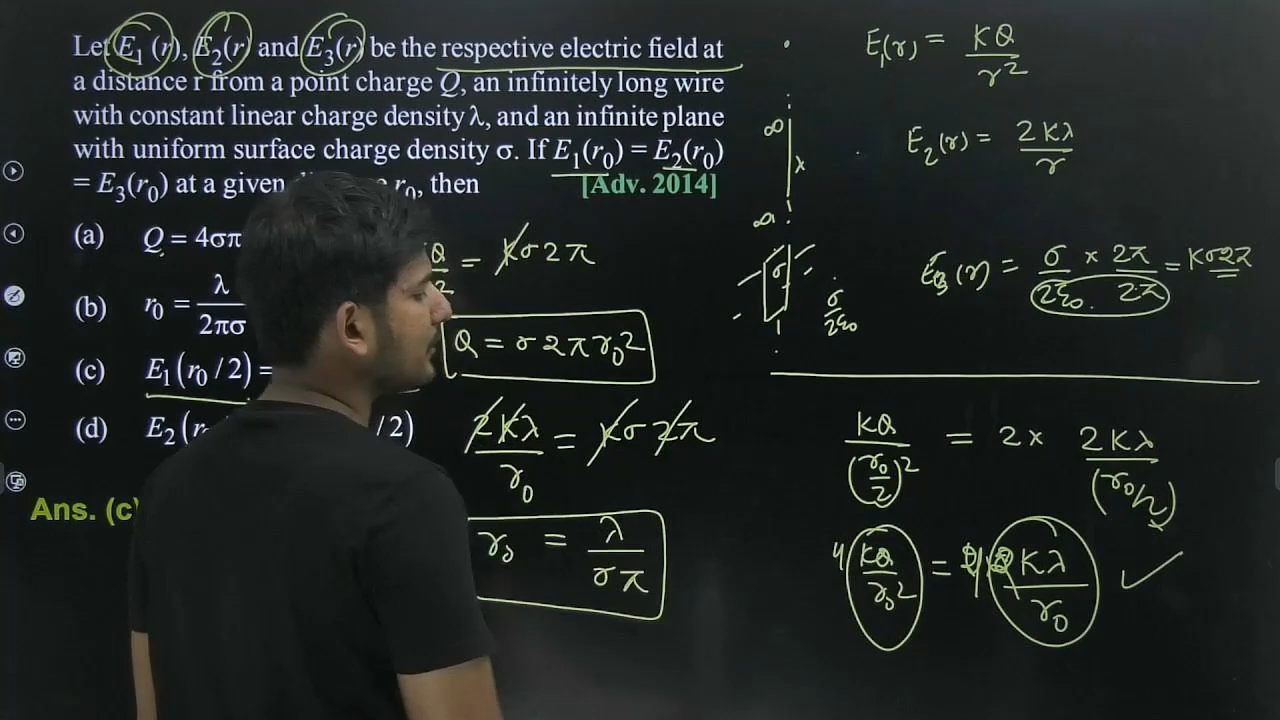 Let E₁(r), E₂(r) and E₃(r) be the respective electric field at
a distance r from a point charge Q, an infinitely long wire
with constant linear charge density λ, and an infinite plane
with uniform surface charge density σ. If E₁(r₀) = E₂(r₀)
= E₃(r₀) at a given r₀, then [Adv. 2014]
(a) Q = 4σπ
(b) r₀ = λ/2πσ
(c) E₁(r₀/2) =
(d) E₂(r /2)
Ans. (c)
= Kσ2π
Q = σ2πr₀²
2Kλ/r₀ = Kσ2π
r₀ = λ/σπ
E₁(r) = KQ/r²
∞
λ
E₂(r) = 2Kλ/r
∞
σ
σ/2ε₀
E₃(r) = σ/2ε₀ × 2π/2π = Kσ2π
KQ/(r₀/2)² = 2 × 2Kλ/(r₀/2)
4 KQ/r₀² = 2Kλ/r₀ ✓